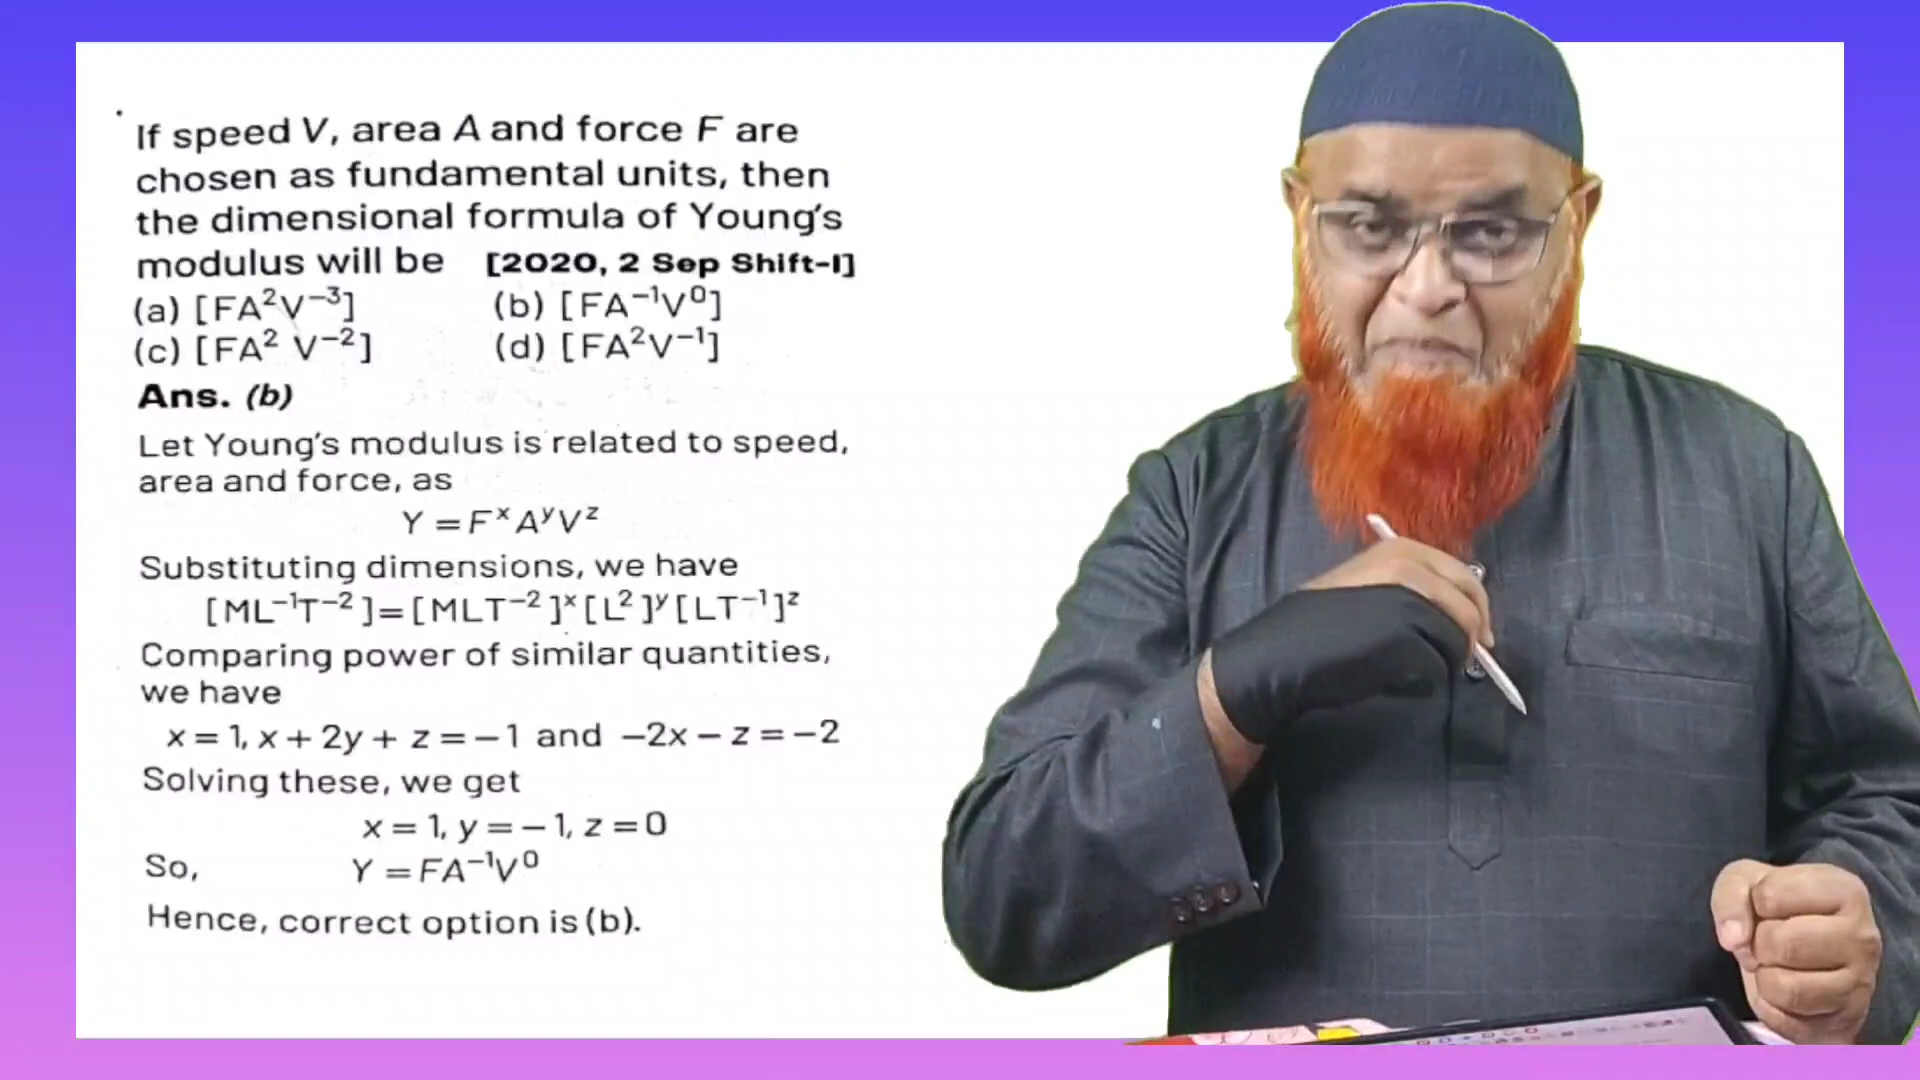 If speed V, area A and force F are
chosen as fundamental units, then
the dimensional formula of Young's
modulus will be [2020, 2 Sep Shift-I]
(a) [FA²V⁻³] (b) [FA⁻¹V⁰]
(c) [FA² V⁻²] (d) [FA²V⁻¹]
Ans. (b)
Let Young's modulus is related to speed,
area and force, as
Y = Fˣ Aʸ Vᶻ
Substituting dimensions, we have
[ML⁻¹T⁻²] = [MLT⁻²]ˣ [L²]ʸ [LT⁻¹]ᶻ
Comparing power of similar quantities,
we have
x = 1, x + 2y + z = −1 and −2x − z = −2
Solving these, we get
x = 1, y = − 1, z = 0
So, Y = FA⁻¹V⁰
Hence, correct option is (b).